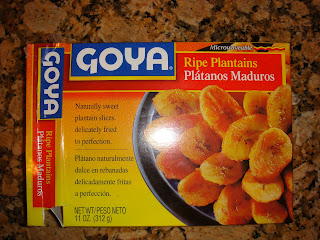 GOYA®
Microwaveable
Ripe Plantains
Plátanos Maduros
Naturally sweet
plantain slices,
delicately fried
to perfection.
Plátano naturalmente
dulce en rebanadas
delicadamente fritas
a perfección.
NET WT/PESO NETO
11 OZ. (312 g)
GOYA
Ripe Plantains
Plátanos Maduros